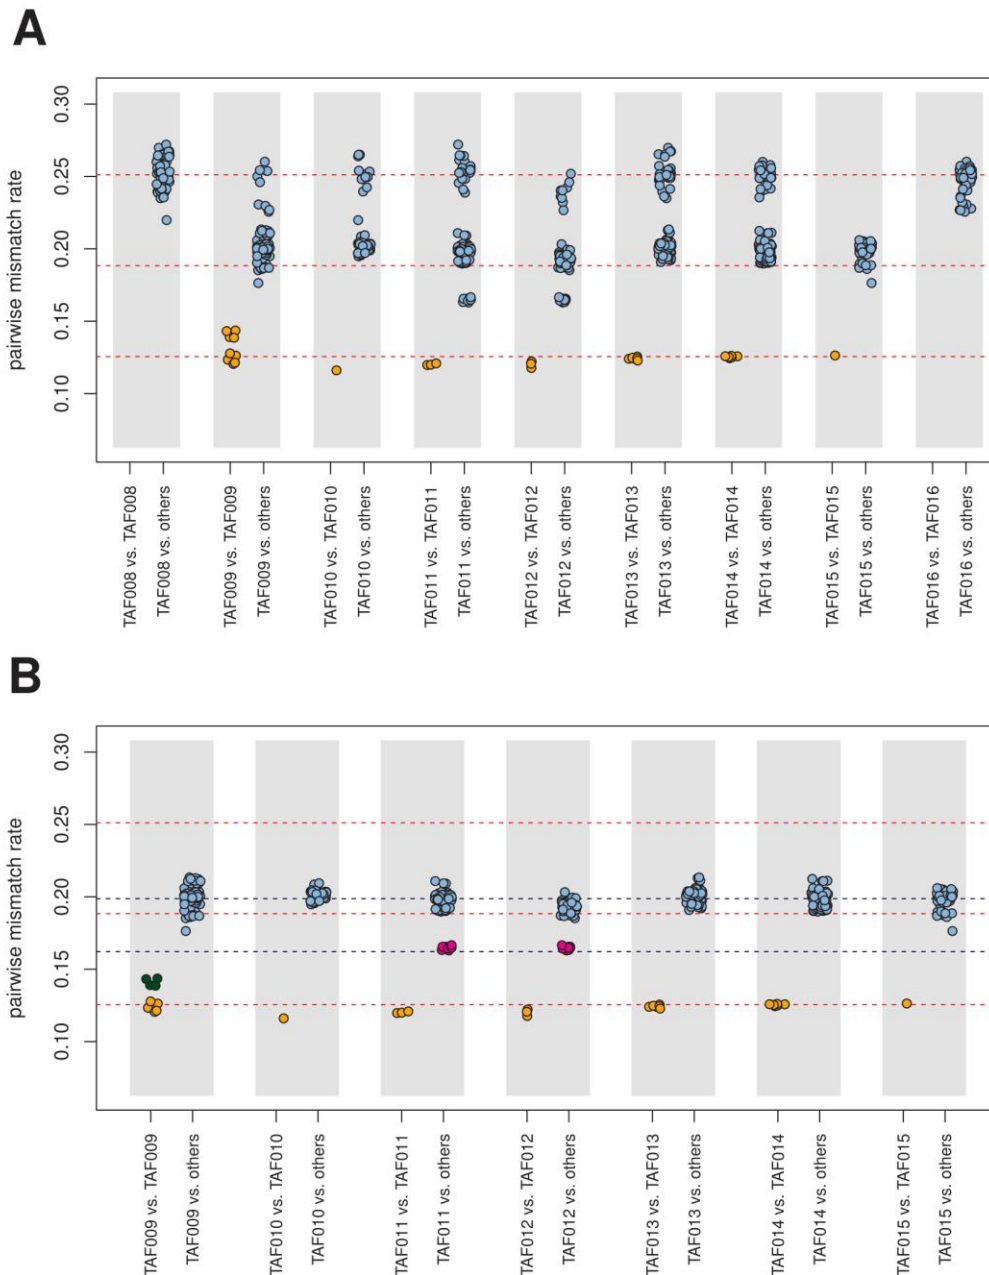 A
pairwise mismatch rate
0.30
0.25
0.20
0.15
0.10
TAF008 vs. TAF008
TAF008 vs. others
TAF009 vs. TAF009
TAF009 vs. others
TAF010 vs. TAF010
TAF010 vs. others
TAF011 vs. TAF011
TAF011 vs. others
TAF012 vs. TAF012
TAF012 vs. others
TAF013 vs. TAF013
TAF013 vs. others
TAF014 vs. TAF014
TAF014 vs. others
TAF015 vs. TAF015
TAF015 vs. others
TAF016 vs. TAF016
TAF016 vs. others
B
pairwise mismatch rate
0.30
0.25
0.20
0.15
0.10
TAF009 vs. TAF009
TAF009 vs. others
TAF010 vs. TAF010
TAF010 vs. others
TAF011 vs. TAF011
TAF011 vs. others
TAF012 vs. TAF012
TAF012 vs. others
TAF013 vs. TAF013
TAF013 vs. others
TAF014 vs. TAF014
TAF014 vs. others
TAF015 vs. TAF015
TAF015 vs. others